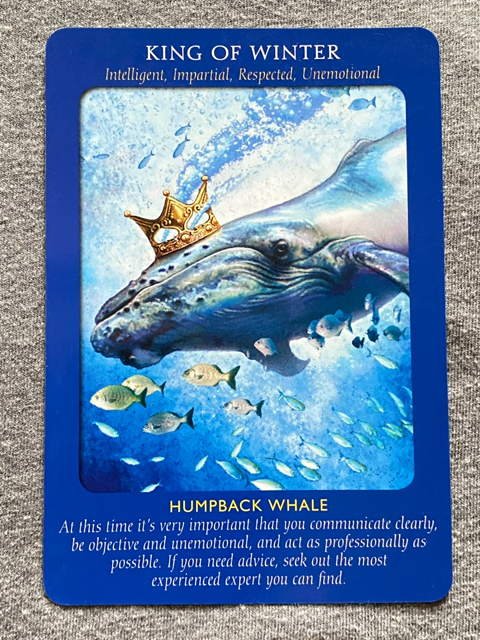 KING OF WINTER
Intelligent, Impartial, Respected, Unemotional
HUMPBACK WHALE
At this time it's very important that you communicate clearly,
be objective and unemotional, and act as professionally as
possible. If you need advice, seek out the most
experienced expert you can find.